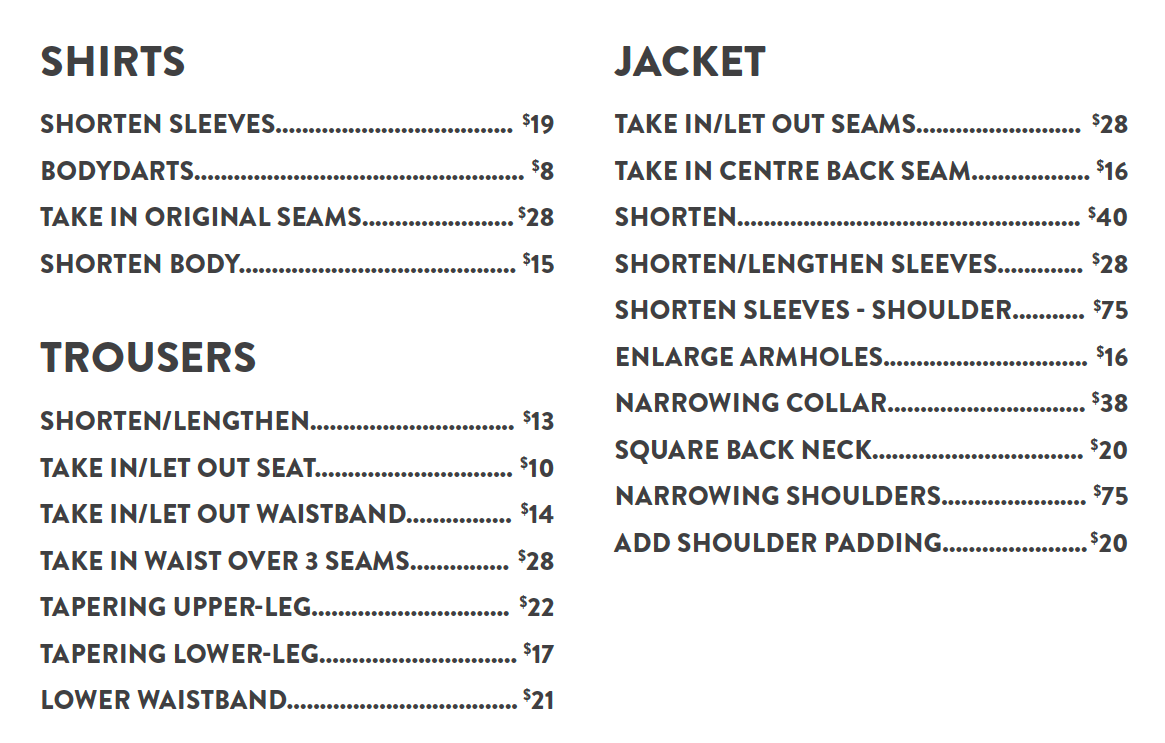 SHIRTS
SHORTEN SLEEVES.................................... $19
BODYDARTS.................................................. $8
TAKE IN ORIGINAL SEAMS....................... $28
SHORTEN BODY.......................................... $15
TROUSERS
SHORTEN/LENGTHEN............................... $13
TAKE IN/LET OUT SEAT.............................. $10
TAKE IN/LET OUT WAISTBAND................ $14
TAKE IN WAIST OVER 3 SEAMS............... $28
TAPERING UPPER-LEG.............................. $22
TAPERING LOWER-LEG.............................. $17
LOWER WAISTBAND................................... $21
JACKET
TAKE IN/LET OUT SEAMS......................... $28
TAKE IN CENTRE BACK SEAM.................. $16
SHORTEN.................................................... $40
SHORTEN/LENGTHEN SLEEVES............. $28
SHORTEN SLEEVES - SHOULDER........... $75
ENLARGE ARMHOLES............................... $16
NARROWING COLLAR.............................. $38
SQUARE BACK NECK................................ $20
NARROWING SHOULDERS...................... $75
ADD SHOULDER PADDING...................... $20